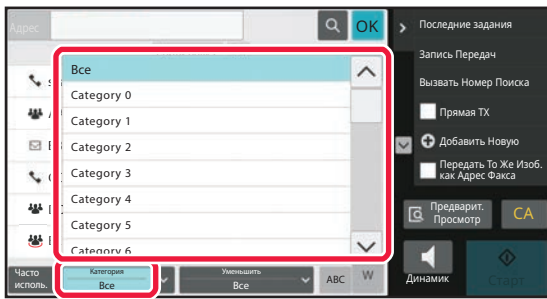 Адрес
OK
Все
Category 0
Category 1
Category 2
Category 3
Category 4
Category 5
Category 6
Часто
исполь.
Категория
Все
Уменьшить
Все
ABC
W
Последние задания
Запись Передач
Вызвать Номер Поиска
Прямая TX
Добавить Новую
Передать То Же Изоб.
как Адрес Факса
Предварит.
Просмотр
CA
Динамик
Старт